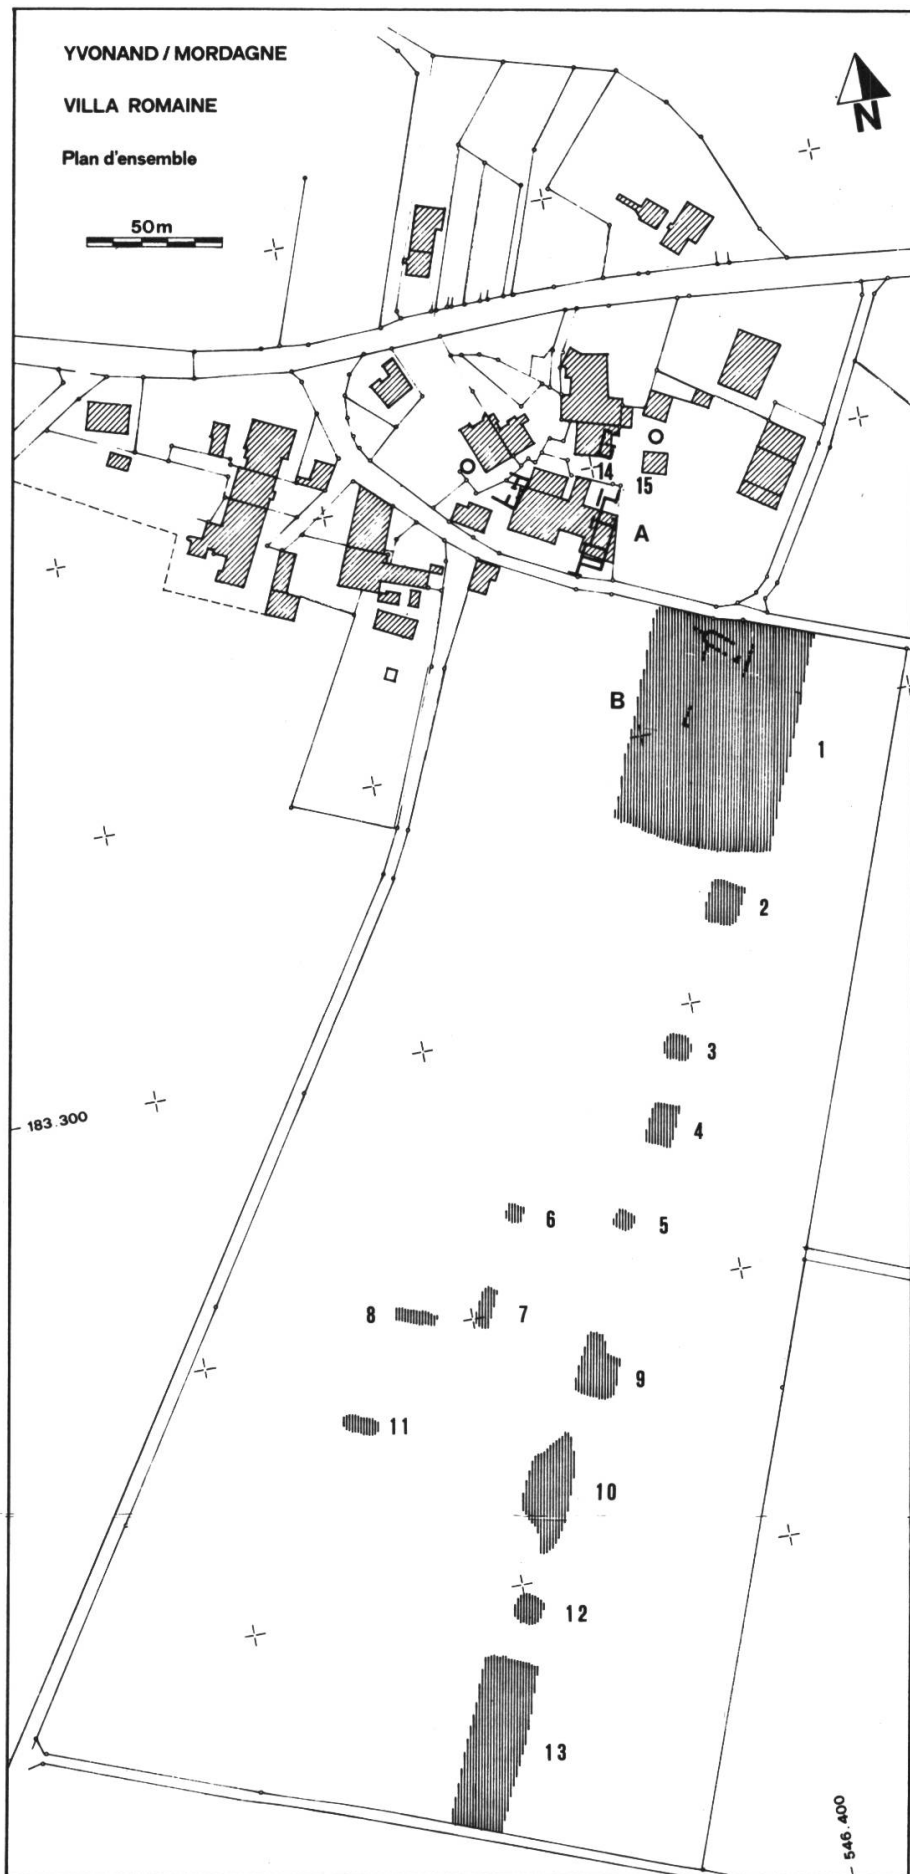 YVONAND / MORDAGNE
VILLA ROMAINE
Plan d'ensemble
50m
N
14
15
A
B
1
2
3
4
183.300
6
5
8
7
9
11
10
12
13
546.400